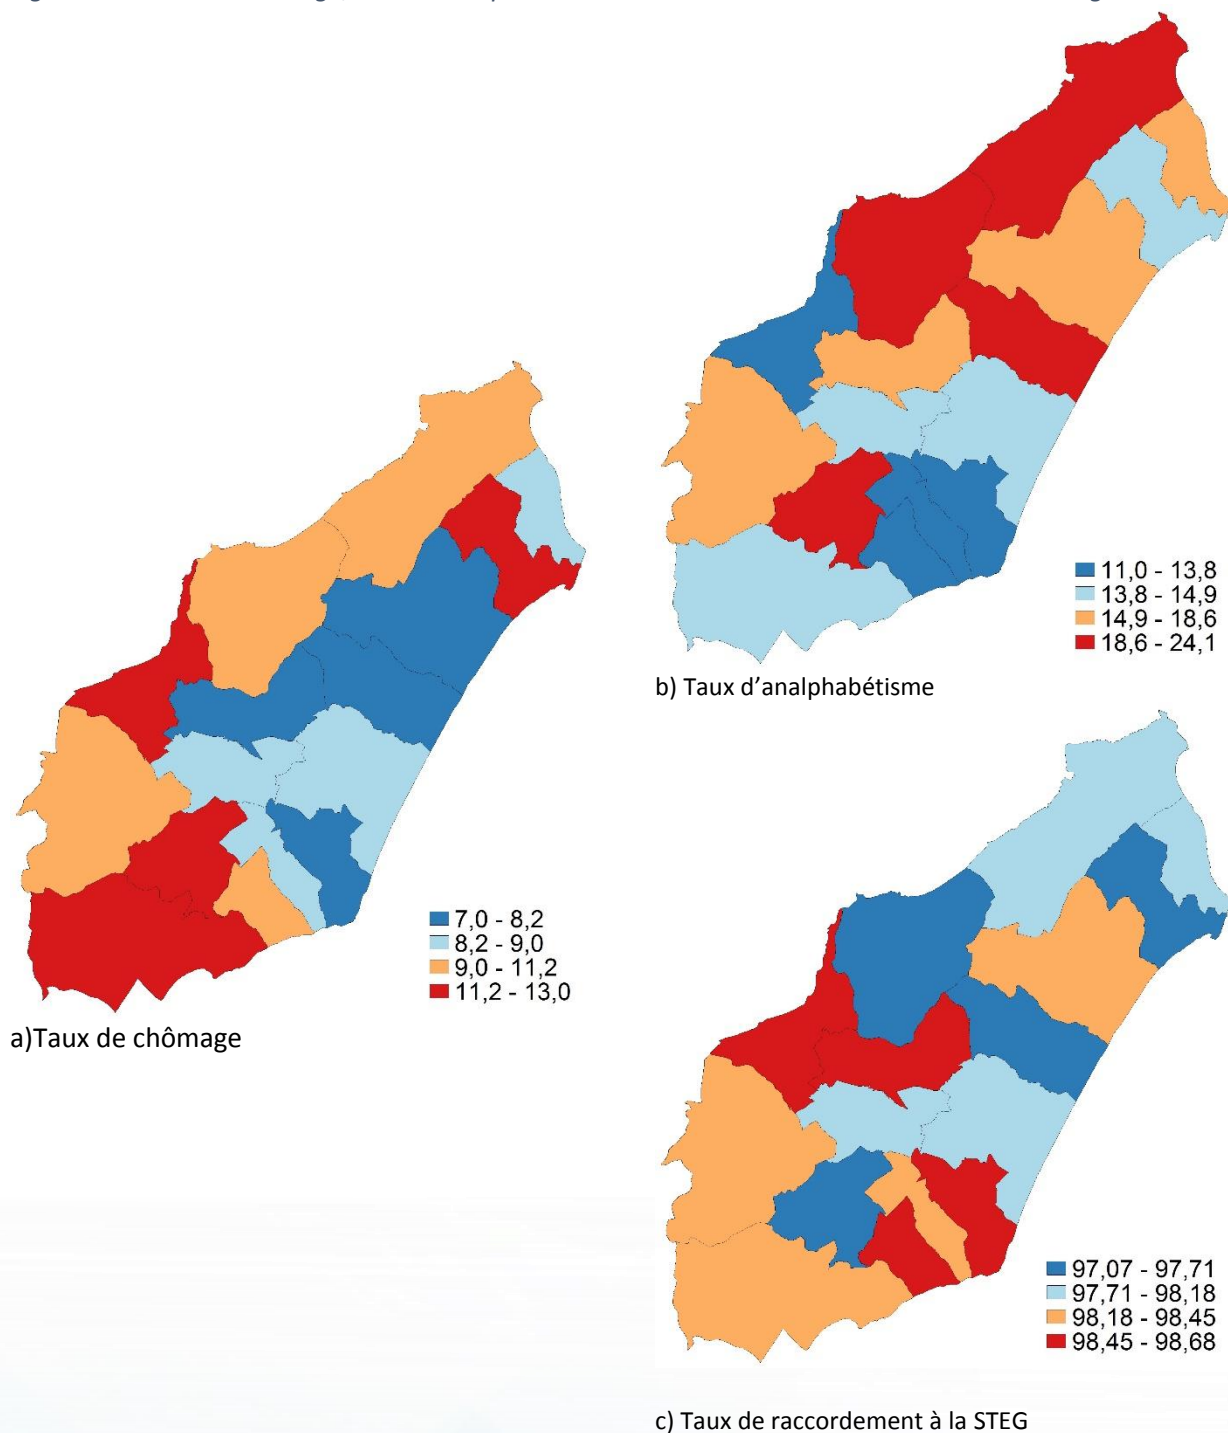 11,0 - 13,8
13,8 - 14,9
14,9 - 18,6
18,6 - 24,1
b) Taux d’analphabétisme
7,0 - 8,2
8,2 - 9,0
9,0 - 11,2
11,2 - 13,0
a)Taux de chômage
97,07 - 97,71
97,71 - 98,18
98,18 - 98,45
98,45 - 98,68
c) Taux de raccordement à la STEG